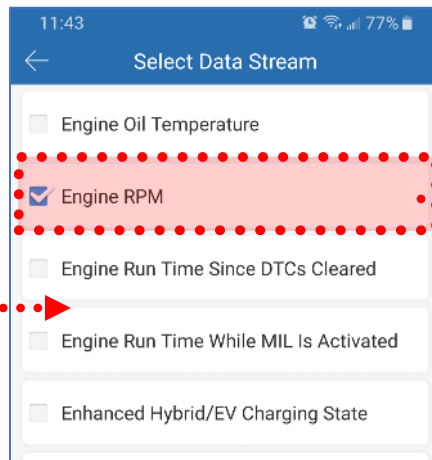 11:43 77%
Select Data Stream
Engine Oil Temperature
Engine RPM
Engine Run Time Since DTCs Cleared
Engine Run Time While MIL Is Activated
Enhanced Hybrid/EV Charging State